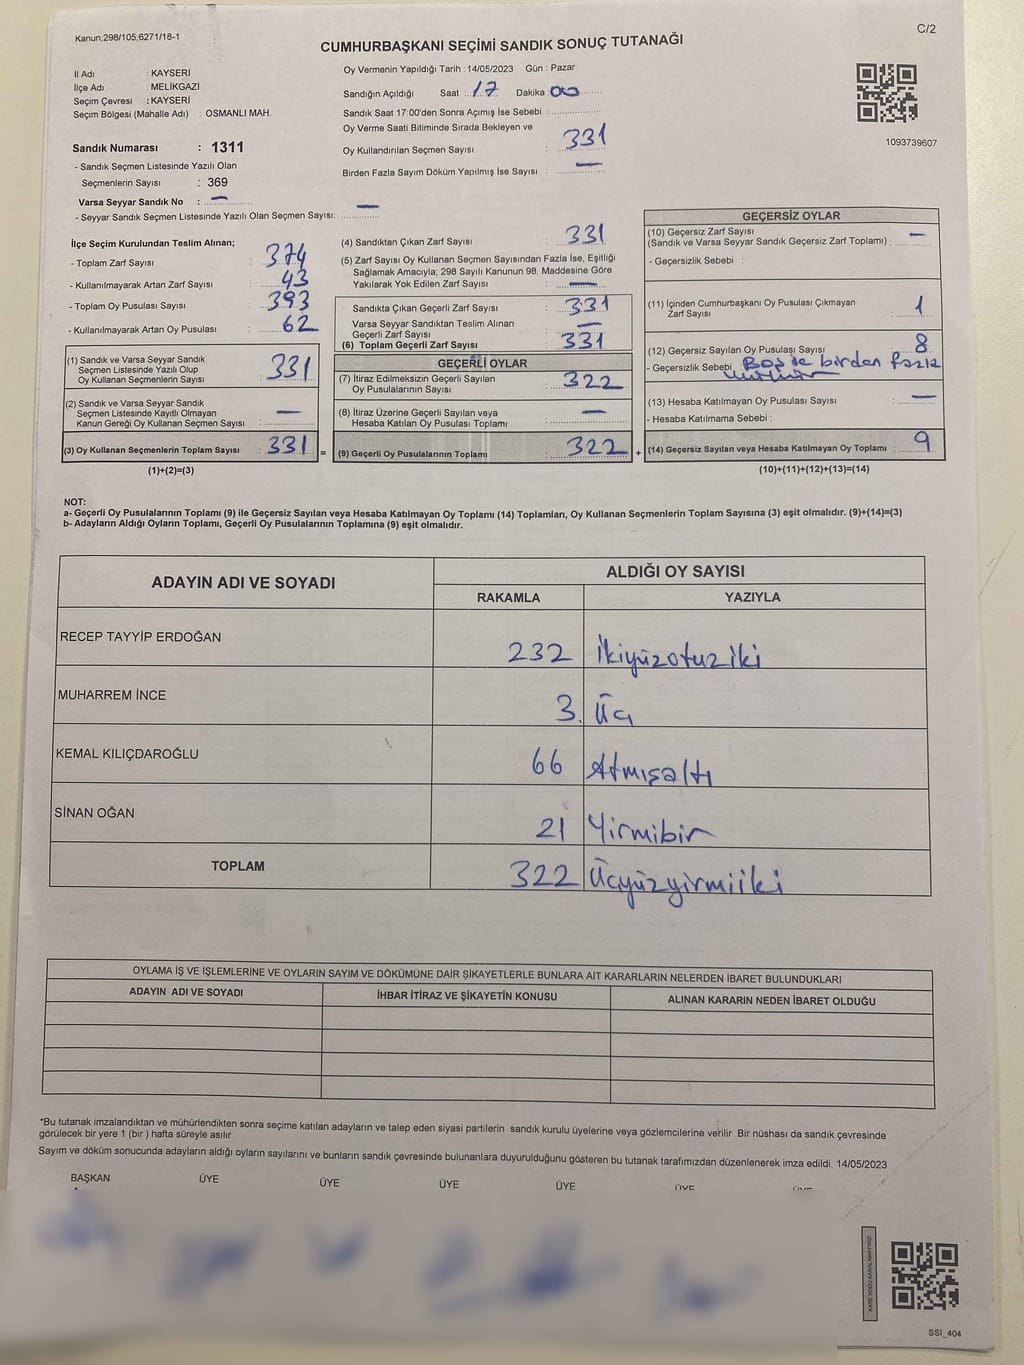 Kanun,298/105,6271/18-1
C/2
CUMHURBAŞKANI SEÇİMİ SANDIK SONUÇ TUTANAĞI
İl Adı : KAYSERİ
İlçe Adı : MELİKGAZİ
Seçim Çevresi : KAYSERİ
Seçim Bölgesi (Mahalle Adı) : OSMANLI MAH.
Sandık Numarası : 1311
- Sandık Seçmen Listesinde Yazılı Olan
Seçmenlerin Sayısı : 369
Varsa Seyyar Sandık No : —
- Seyyar Sandık Seçmen Listesinde Yazılı Olan Seçmen Sayısı: —
Oy Vermenin Yapıldığı Tarih : 14/05/2023 Gün : Pazar
Sandığın Açıldığı Saat : 17 Dakika : 00
Sandık Saat 17:00'den Sonra Açımış İse Sebebi :
Oy Verme Saati Bitiminde Sırada Bekleyen ve
Oy Kullandırılan Seçmen Sayısı : 331
Birden Fazla Sayım Döküm Yapılmış İse Sayısı : —
1093739607
İlçe Seçim Kurulundan Teslim Alınan;
- Toplam Zarf Sayısı : 374
- Kullanılmayarak Artan Zarf Sayısı : 43
- Toplam Oy Pusulası Sayısı : 393
- Kullanılmayarak Artan Oy Pusulası : 62
(1) Sandık ve Varsa Seyyar Sandık
Seçmen Listesinde Yazılı Olup
Oy Kullanan Seçmenlerin Sayısı : 331
(2) Sandık ve Varsa Seyyar Sandık
Seçmen Listesinde Kayıtlı Olmayan
Kanun Gereği Oy Kullanan Seçmen Sayısı : —
(3) Oy Kullanan Seçmenlerin Toplam Sayısı : 331 =
(1)+(2)=(3)
(4) Sandıktan Çıkan Zarf Sayısı : 331
(5) Zarf Sayısı Oy Kullanan Seçmen Sayısından Fazla İse, Eşitliği
Sağlamak Amacıyla; 298 Sayılı Kanunun 98. Maddesine Göre
Yakılarak Yok Edilen Zarf Sayısı : —
Sandıkta Çıkan Geçerli Zarf Sayısı : 331
Varsa Seyyar Sandıktan Teslim Alınan
Geçerli Zarf Sayısı : —
(6) Toplam Geçerli Zarf Sayısı : 331
GEÇERLİ OYLAR
(7) İtiraz Edilmeksizin Geçerli Sayılan
Oy Pusulalarının Sayısı : 322
(8) İtiraz Üzerine Geçerli Sayılan veya
Hesaba Katılan Oy Pusulası Toplamı : —
(9) Geçerli Oy Pusulalarının Toplamı : 322 +
GEÇERSİZ OYLAR
(10) Geçersiz Zarf Sayısı
(Sandık ve Varsa Seyyar Sandık Geçersiz Zarf Toplamı) : —
- Geçersizlik Sebebi :
(11) İçinden Cumhurbaşkanı Oy Pusulası Çıkmayan
Zarf Sayısı : 1
(12) Geçersiz Sayılan Oy Pusulası Sayısı : 8
- Geçersizlik Sebebi : birden fazla
(13) Hesaba Katılmayan Oy Pusulası Sayısı : —
- Hesaba Katılmama Sebebi :
(14) Geçersiz Sayılan veya Hesaba Katılmayan Oy Toplamı : 9
(10)+(11)+(12)+(13)=(14)
NOT:
a- Geçerli Oy Pusulalarının Toplamı (9) ile Geçersiz Sayılan veya Hesaba Katılmayan Oy Toplamı (14) Toplamları, Oy Kullanan Seçmenlerin Toplam Sayısına (3) eşit olmalıdır. (9)+(14)=(3)
b- Adayların Aldığı Oyların Toplamı, Geçerli Oy Pusulalarının Toplamına (9) eşit olmalıdır.
ADAYIN ADI VE SOYADI
ALDIĞI OY SAYISI
RAKAMLA YAZIYLA
RECEP TAYYİP ERDOĞAN 232 İkiyüzotuziki
MUHARREM İNCE 3. Üç
KEMAL KILIÇDAROĞLU 66 Atmışaltı
SİNAN OĞAN 21 Yirmibir
TOPLAM 322 Üçyüzyirmiiki
OYLAMA İŞ VE İŞLEMLERİNE VE OYLARIN SAYIM VE DÖKÜMÜNE DAİR ŞİKAYETLERLE BUNLARA AİT KARARLARIN NELERDEN İBARET BULUNDUKLARI
ADAYIN ADI VE SOYADI İHBAR İTİRAZ VE ŞİKAYETİN KONUSU ALINAN KARARIN NEDEN İBARET OLDUĞU
*Bu tutanak imzalandıktan ve mühürlendikten sonra seçime katılan adayların ve talep eden siyasi partilerin sandık kurulu üyelerine veya gözlemcilerine verilir .Bir nüshası da sandık çevresinde
görülecek bir yere 1 (bir ) hafta süreyle asılır.
Sayım ve döküm sonucunda adayların aldığı oyların sayılarını ve bunların sandık çevresinde bulunanlara duyurulduğunu gösteren bu tutanak tarafımızdan düzenlenerek imza edildi. 14/05/2023
BAŞKAN ÜYE ÜYE ÜYE ÜYE
KARE KODU KARALAMAYINIZ!
SSI_404